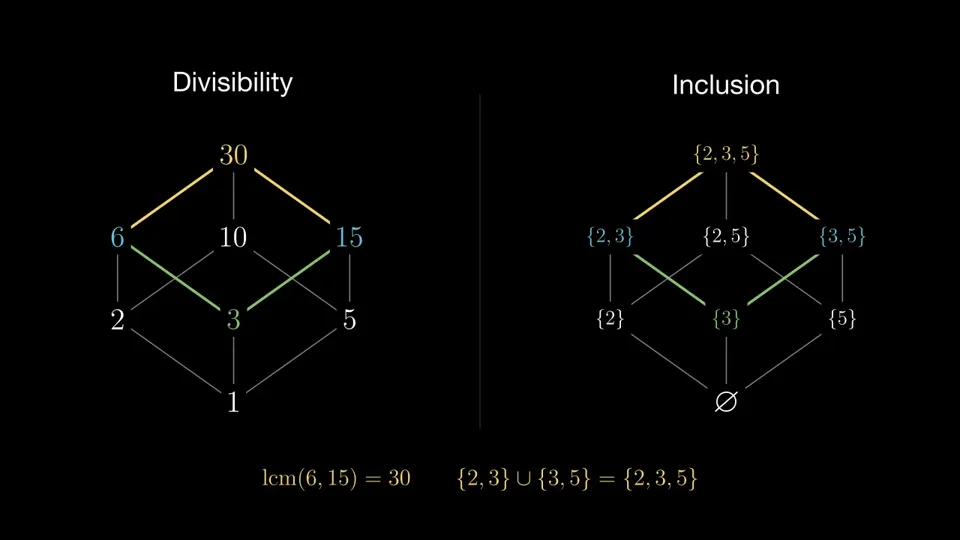 Divisibility
30
6 10 15
2 3 5
1
Inclusion
{2, 3, 5}
{2, 3} {2, 5} {3, 5}
{2} {3} {5}
∅
lcm(6, 15) = 30 {2, 3} ∪ {3, 5} = {2, 3, 5}